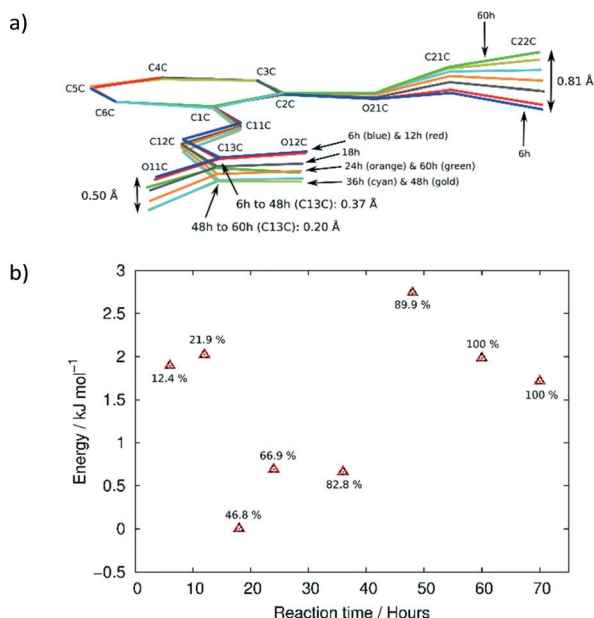 a)
60h
C22C
C21C
C4C
C3C
C5C
C2C
0.81 Å
C6C
C1C
O21C
C11C
C12C
C13C
O12C
6h (blue) & 12h (red)
6h
O11C
18h
24h (orange) & 60h (green)
36h (cyan) & 48h (gold)
0.50 Å
6h to 48h (C13C): 0.37 Å
48h to 60h (C13C): 0.20 Å
b)
3
2.5
2
1.5
1
0.5
0
−0.5
Energy / kJ mol⁻¹
89.9 %
21.9 %
12.4 %
100 %
100 %
66.9 %
82.8 %
46.8 %
0 10 20 30 40 50 60 70
Reaction time / Hours